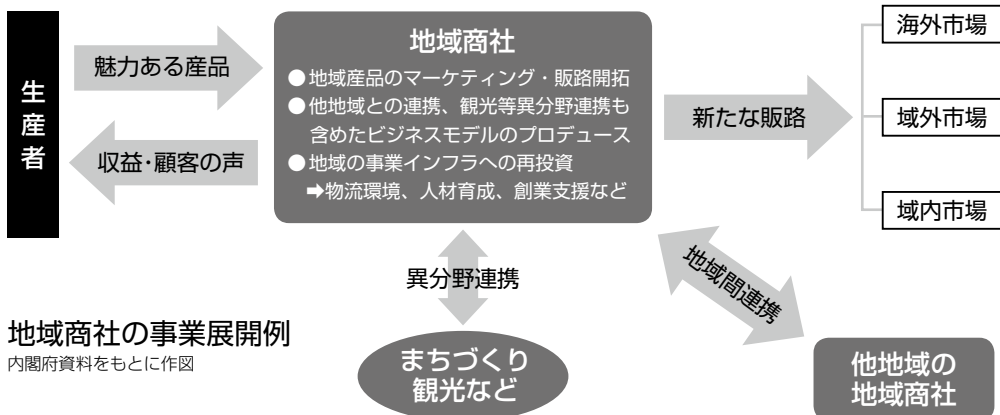 生産者
魅力ある産品
収益・顧客の声
地域商社
●地域産品のマーケティング・販路開拓
●他地域との連携、観光等異分野連携も
含めたビジネスモデルのプロデュース
●地域の事業インフラへの再投資
➡物流環境、人材育成、創業支援など
新たな販路
海外市場
域外市場
域内市場
異分野連携
地域間連携
まちづくり
観光など
他地域の
地域商社
地域商社の事業展開例
内閣府資料をもとに作図